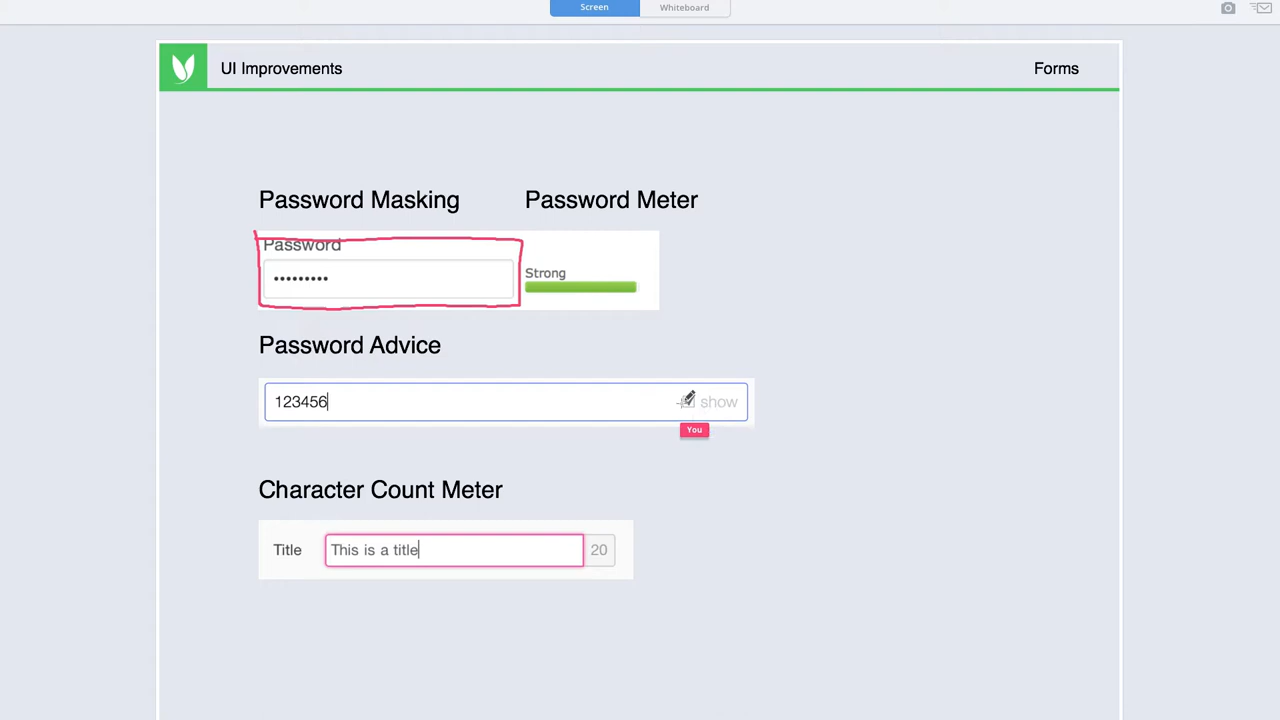 Screen Whiteboard
UI Improvements Forms
Password Masking Password Meter
Password
•••••••••
Strong
Password Advice
123456 show
You
Character Count Meter
Title This is a title 20